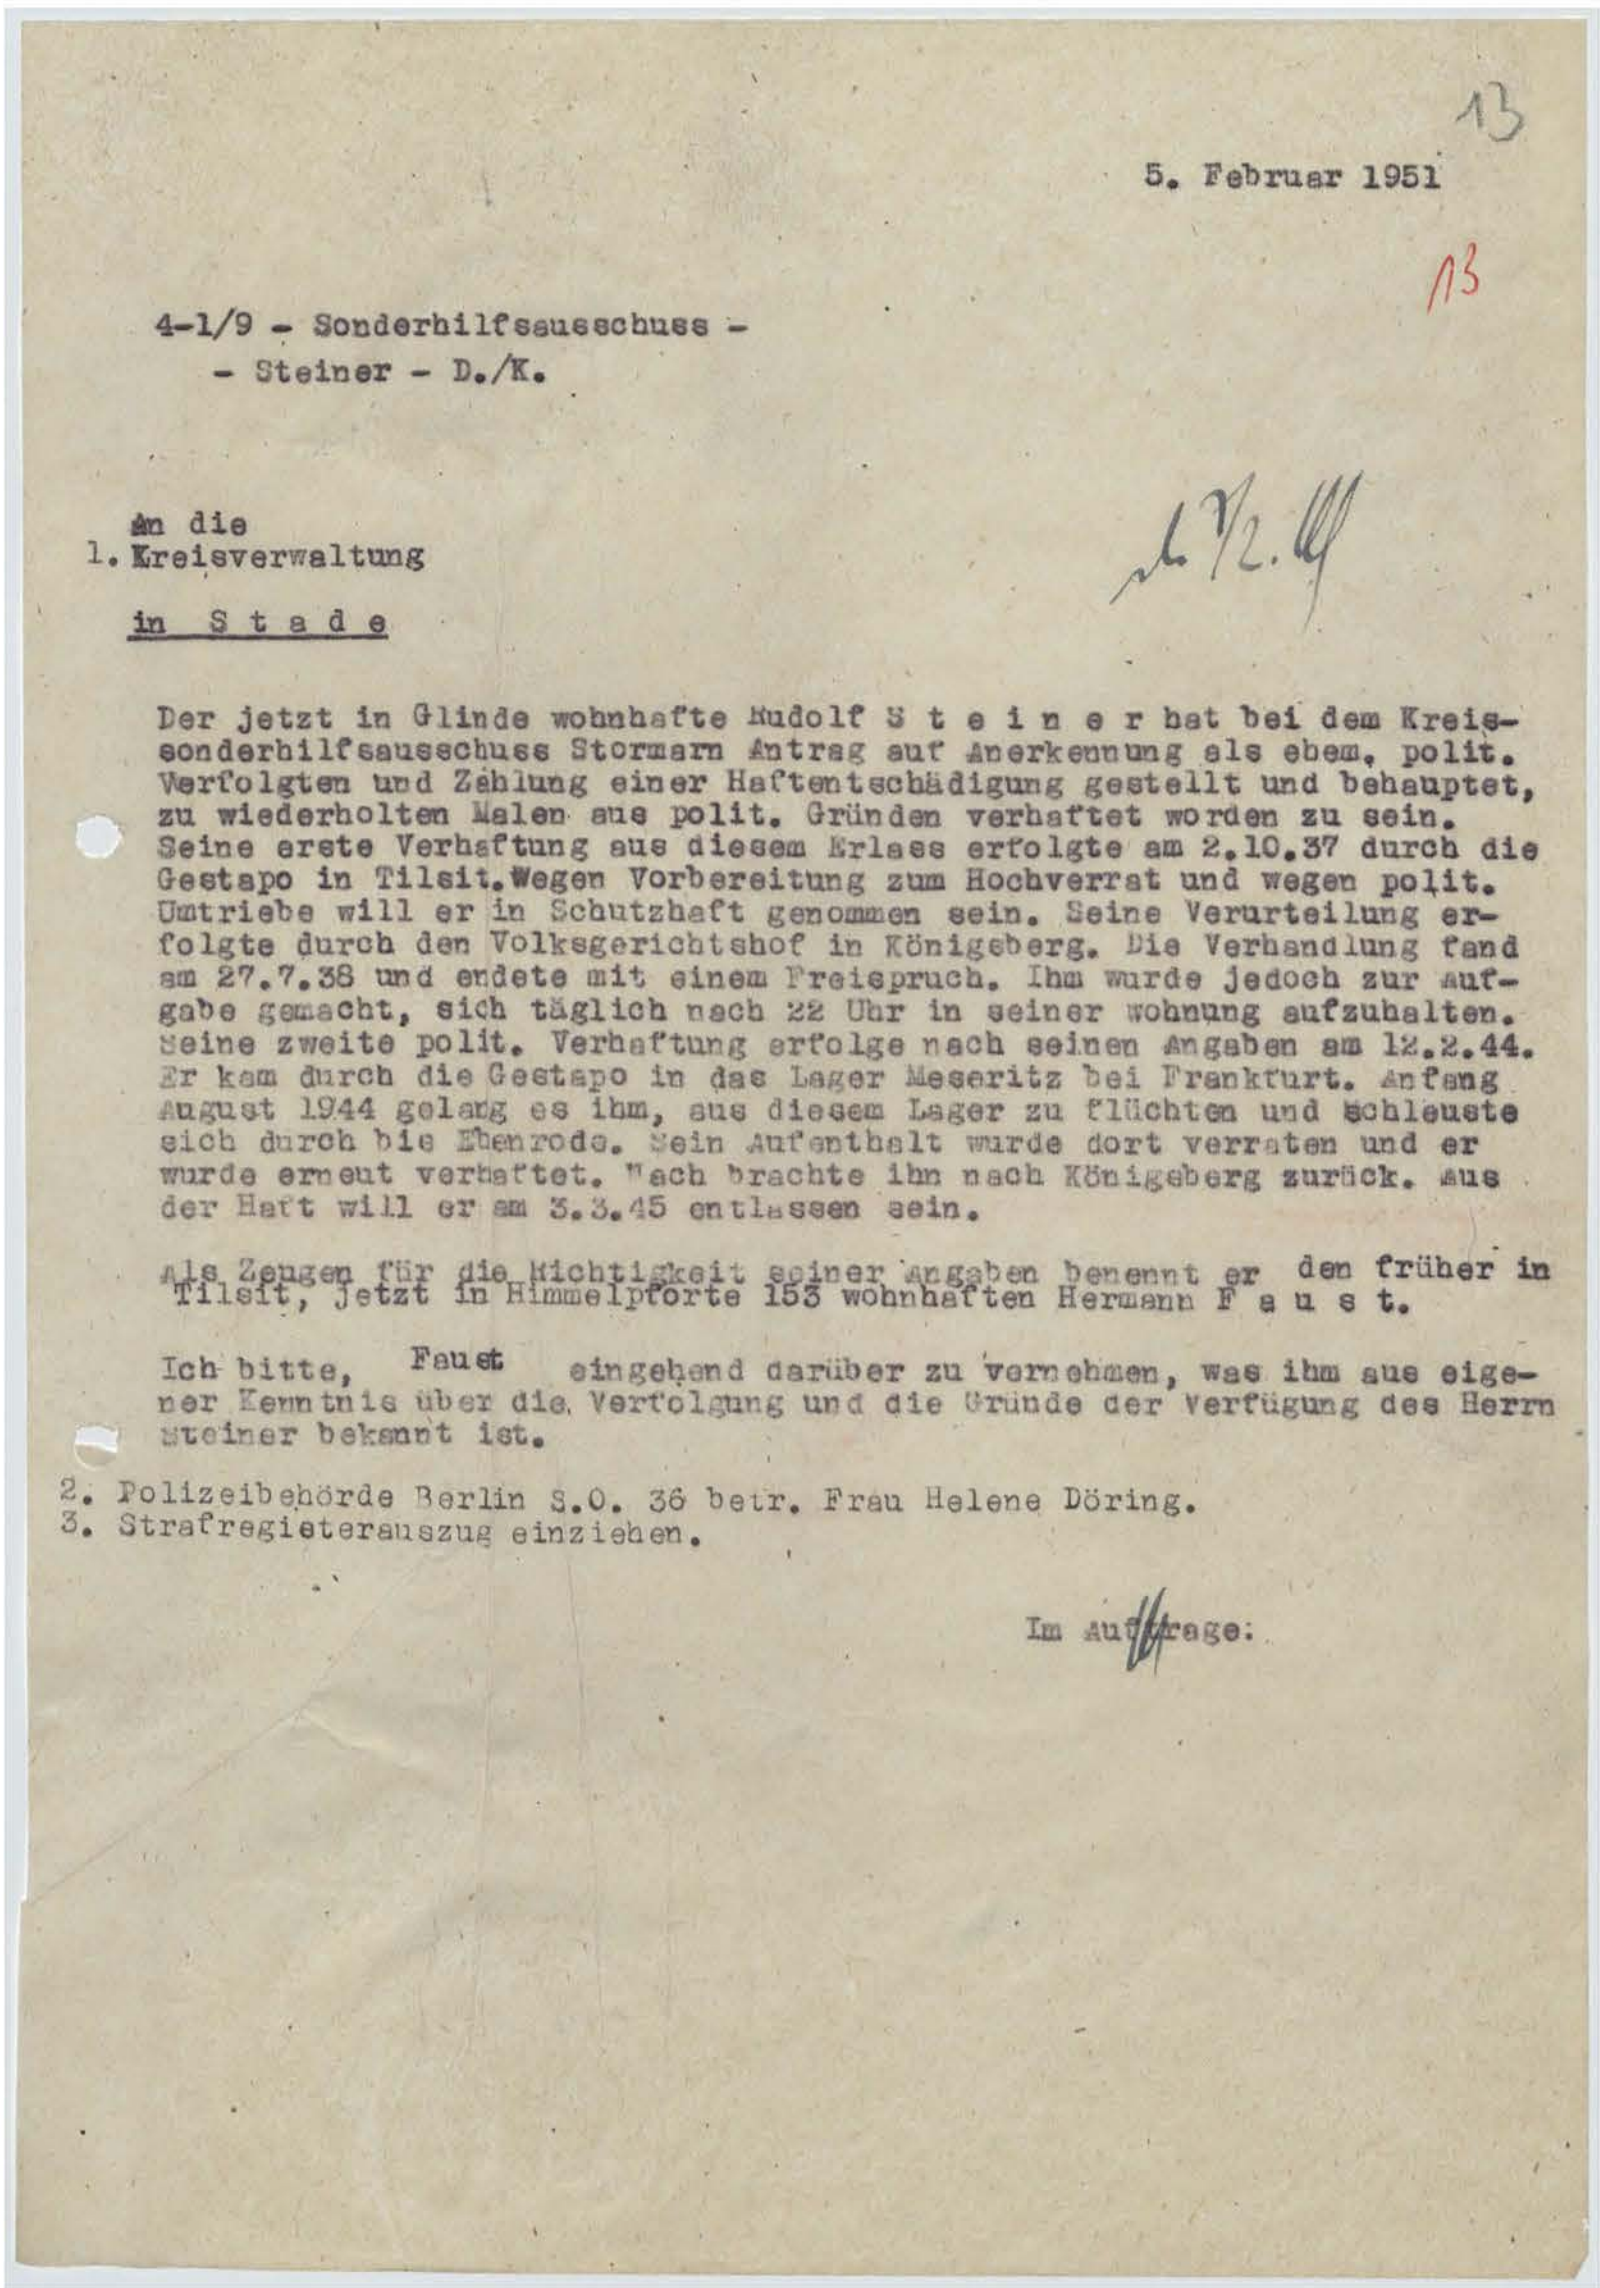 13
5. Februar 1951
13
4-1/9 - Sonderhilfsausschuss -
- Steiner - D./K.
An die
1. Kreisverwaltung
in S t a d e
Der jetzt in Glinde wohnhafte Rudolf S t e i n e r hat bei dem Kreis-
sonderhilfsausschuss Stormarn Antrag auf Anerkennung als ehem. polit.
Verfolgten und Zahlung einer Haftentschädigung gestellt und behauptet,
zu wiederholten Malen aus polit. Gründen verhaftet worden zu sein.
Seine erste Verhaftung aus diesem Erlass erfolgte am 2.10.37 durch die
Gestapo in Tilsit.Wegen Vorbereitung zum Hochverrat und wegen polit.
Umtriebe will er in Schutzhaft genommen sein. Seine Verurteilung er-
folgte durch den Volksgerichtshof in Königsberg. Die Verhandlung fand
am 27.7.38 und endete mit einem Freispruch. Ihm wurde jedoch zur Auf-
gabe gemacht, sich täglich nach 22 Uhr in seiner Wohnung aufzuhalten.
Seine zweite polit. Verhaftung erfolge nach seinen Angaben am 12.2.44.
Er kam durch die Gestapo in das Lager Meseritz bei Frankfurt. Anfang
August 1944 gelang es ihm, aus diesem Lager zu flüchten und schleuste
sich durch bis Ebenrode. Sein Aufenthalt wurde dort verraten und er
wurde erneut verhaftet. Mach brachte ihn nach Königsberg zurück. Aus
der Haft will er am 3.3.45 entlassen sein.
Als Zeugen für die Richtigkeit seiner Angaben benennt er den früher in
Tilsit, jetzt in Himmelpforte 153 wohnhaften Hermann F a u s t.
Ich bitte, Faust eingehend darüber zu vernehmen, was ihm aus eige-
ner Kenntnis über die Verfolgung und die Gründe der Verfügung des Herrn
Steiner bekannt ist.
2. Polizeibehörde Berlin S.O. 36 betr. Frau Helene Döring.
3. Strafregisterauszug einziehen.
Im Auftrage: